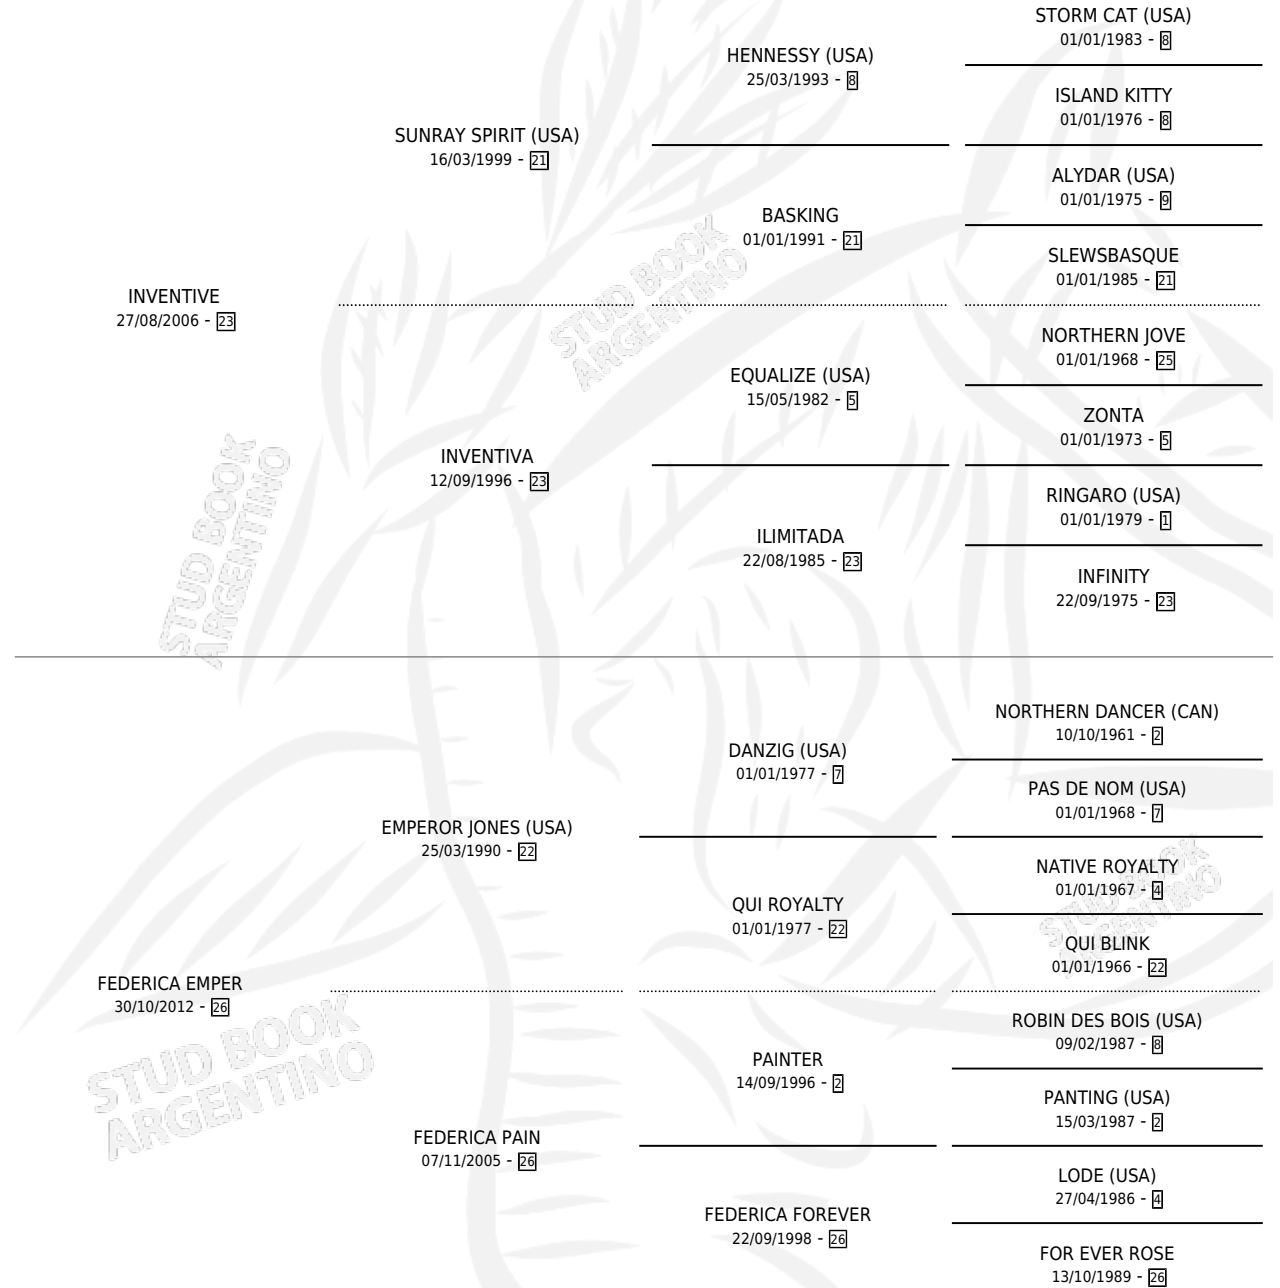 STORM CAT (USA)
01/01/1983 - 8
HENNESSY (USA)
25/03/1993 - 8
ISLAND KITTY
01/01/1976 - 8
SUNRAY SPIRIT (USA)
16/03/1999 - 21
ALYDAR (USA)
01/01/1975 - 9
BASKING
01/01/1991 - 21
SLEWSBASQUE
01/01/1985 - 21
INVENTIVE
27/08/2006 - 23
NORTHERN JOVE
01/01/1968 - 25
EQUALIZE (USA)
15/05/1982 - 5
ZONTA
01/01/1973 - 5
INVENTIVA
12/09/1996 - 23
RINGARO (USA)
01/01/1979 - 1
ILIMITADA
22/08/1985 - 23
INFINITY
22/09/1975 - 23
NORTHERN DANCER (CAN)
10/10/1961 - 2
DANZIG (USA)
01/01/1977 - 7
PAS DE NOM (USA)
01/01/1968 - 7
EMPEROR JONES (USA)
25/03/1990 - 22
NATIVE ROYALTY
01/01/1967 - 4
QUI ROYALTY
01/01/1977 - 22
QUI BLINK
01/01/1966 - 22
FEDERICA EMPER
30/10/2012 - 26
ROBIN DES BOIS (USA)
09/02/1987 - 8
PAINTER
14/09/1996 - 2
PANTING (USA)
15/03/1987 - 2
FEDERICA PAIN
07/11/2005 - 26
LODE (USA)
27/04/1986 - 4
FEDERICA FOREVER
22/09/1998 - 26
FOR EVER ROSE
13/10/1989 - 26
STUD BOOK
ARGENTINO
STUD BOOK
ARGENTINO
STUD BOOK
ARGENTINO
STUD BOOK
ARGENTINO